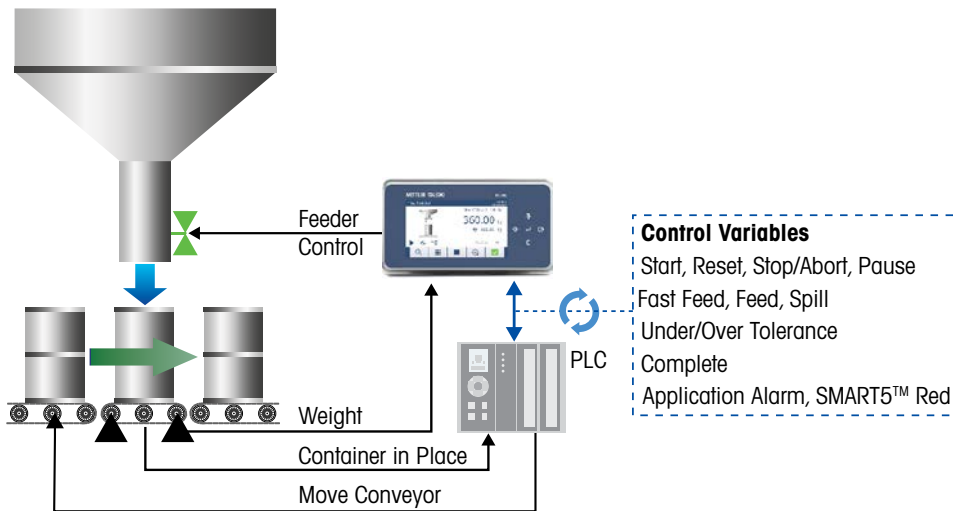 METTLER TOLEDO
360.00
Feeder
Control
Control Variables
Start, Reset, Stop/Abort, Pause
Fast Feed, Feed, Spill
Under/Over Tolerance
Complete
Application Alarm, SMART5™ Red
PLC
Weight
Container in Place
Move Conveyor